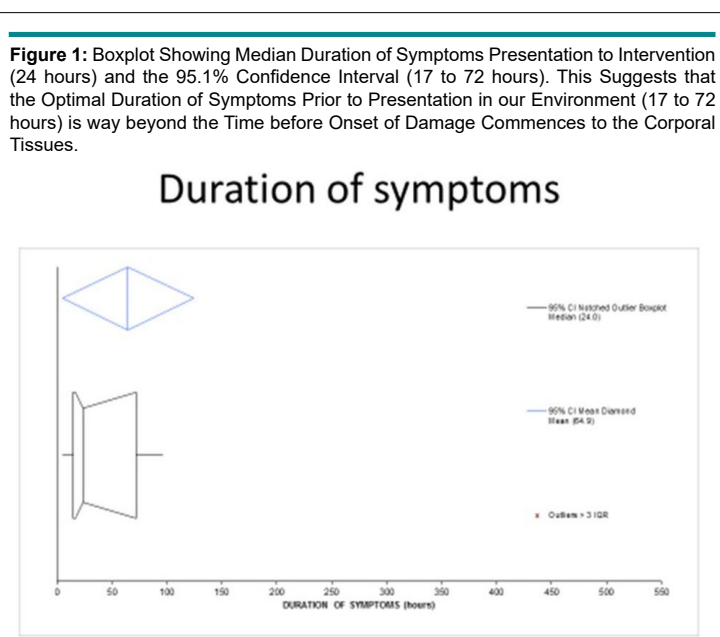 Figure 1: Boxplot Showing Median Duration of Symptoms Presentation to Intervention
(24 hours) and the 95.1% Confidence Interval (17 to 72 hours). This Suggests that
the Optimal Duration of Symptoms Prior to Presentation in our Environment (17 to 72
hours) is way beyond the Time before Onset of Damage Commences to the Corporal
Tissues.
Duration of symptoms
95% CI Notched Outlier Boxplot
Median (24.0)
95% CI Mean Diamond
Mean (64.9)
Outliers > 3 IQR
0 50 100 150 200 250 300 350 400 450 500 550
DURATION OF SYMPTOMS (hours)